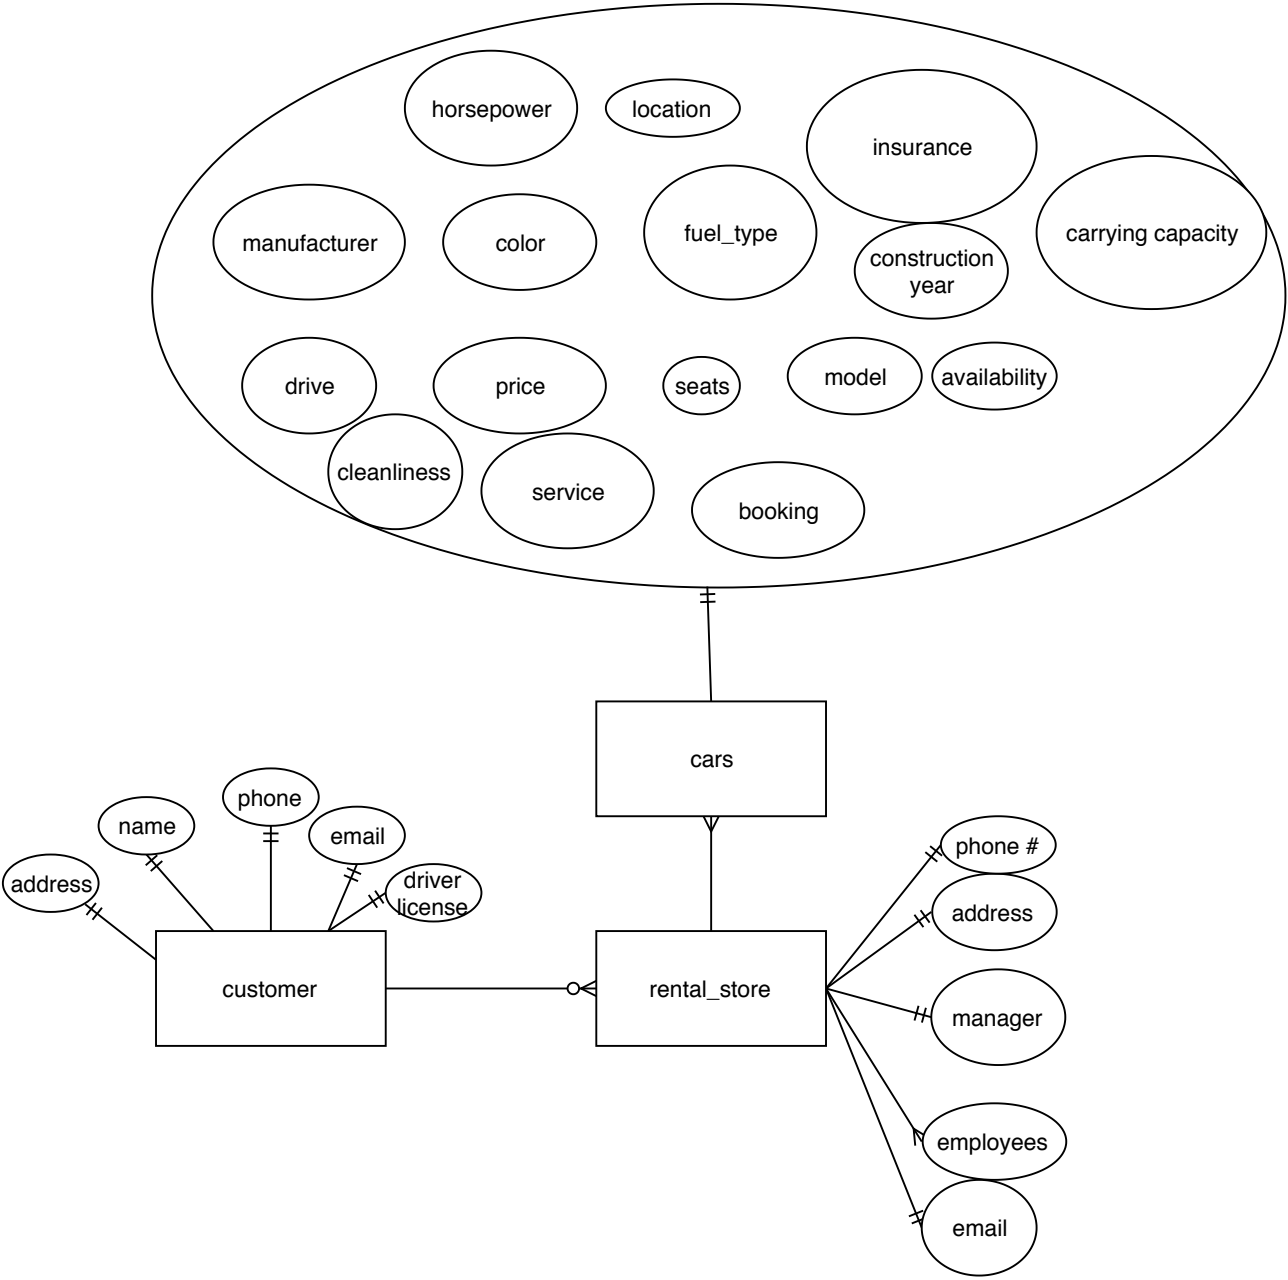 horsepower
location
insurance
manufacturer
color
fuel_type
construction
year
carrying capacity
drive
price
seats
model
availability
cleanliness
service
booking
cars
phone
name
email
address
driver
license
customer
rental_store
phone #
address
manager
employees
email